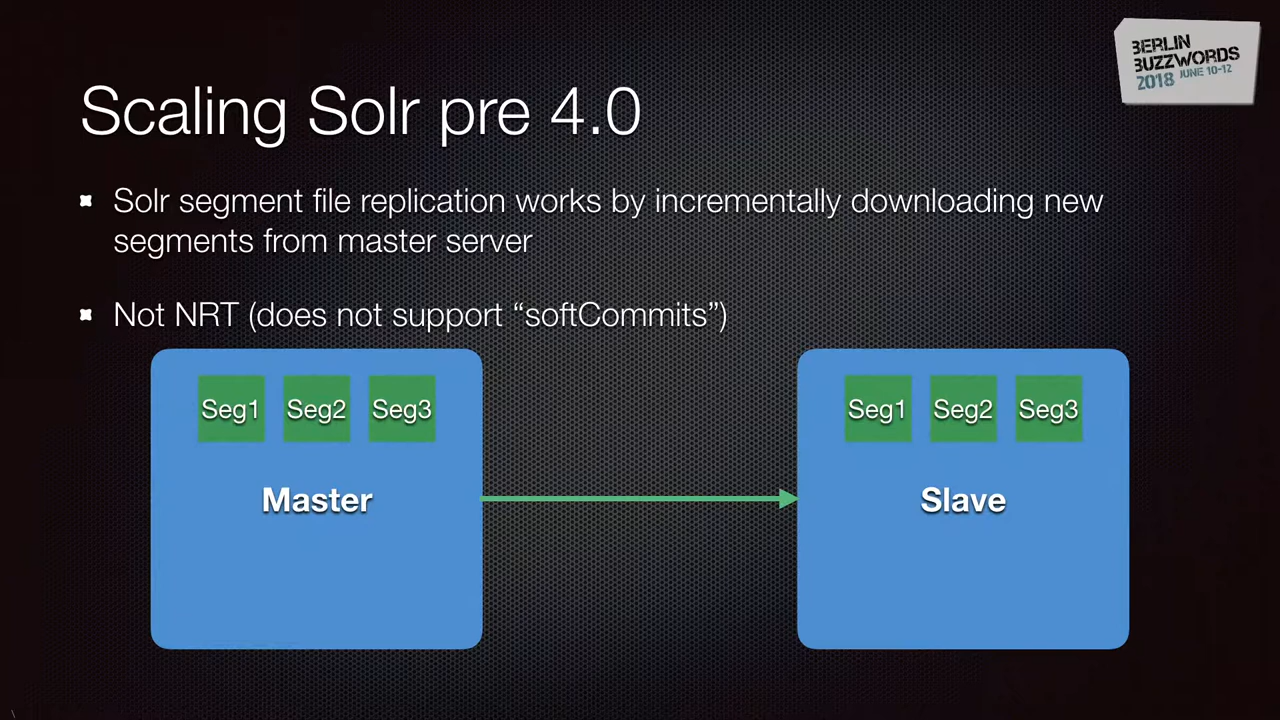 BERLIN
BUZZWORDS
2018 JUNE 10-12
Scaling Solr pre 4.0
Solr segment file replication works by incrementally downloading new
segments from master server
Not NRT (does not support “softCommits”)
Seg1 Seg2 Seg3
Master
Seg1 Seg2 Seg3
Slave
\